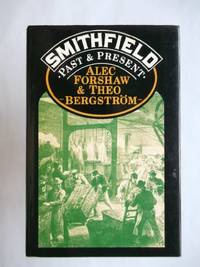 SMITHFIELD
·PAST & PRESENT·
ALEC
FORSHAW
& THEO
BERGSTRÖM